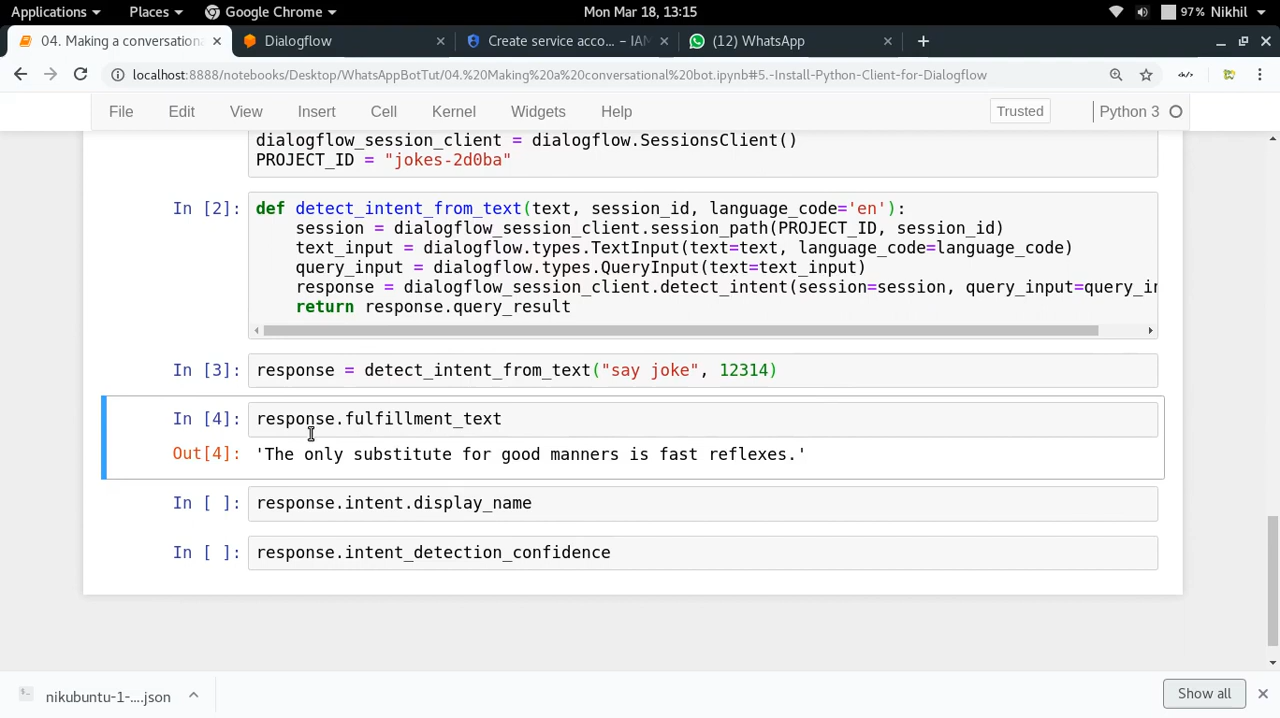 Applications Places Google Chrome Mon Mar 18, 13:15 97% Nikhil
04. Making a conversation Dialogflow Create service acco... – IAM (12) WhatsApp
localhost:8888/notebooks/Desktop/WhatsAppBotTut/04.%20Making%20a%20conversational%20bot.ipynb#5.-Install-Python-Client-for-Dialogflow
File Edit View Insert Cell Kernel Widgets Help Trusted Python 3
dialogflow_session_client = dialogflow.SessionsClient()
PROJECT_ID = "jokes-2d0ba"
In [2]: def detect_intent_from_text(text, session_id, language_code='en'):
session = dialogflow_session_client.session_path(PROJECT_ID, session_id)
text_input = dialogflow.types.TextInput(text=text, language_code=language_code)
query_input = dialogflow.types.QueryInput(text=text_input)
response = dialogflow_session_client.detect_intent(session=session, query_input=query_in
return response.query_result
In [3]: response = detect_intent_from_text("say joke", 12314)
In [4]: response.fulfillment_text
Out[4]: 'The only substitute for good manners is fast reflexes.'
In [ ]: response.intent.display_name
In [ ]: response.intent_detection_confidence
nikubuntu-1-....json Show all